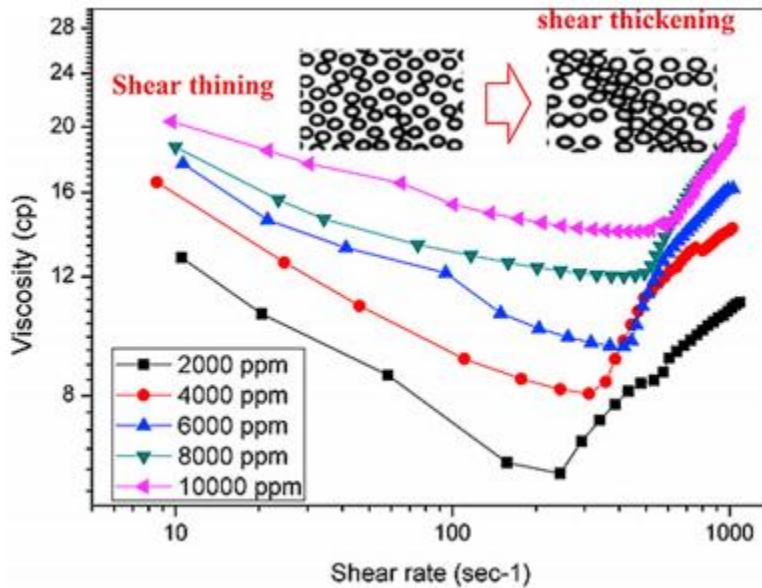 shear thickening
Shear thining
28
24
20
16
12
8
Viscosity (cp)
2000 ppm
4000 ppm
6000 ppm
8000 ppm
10000 ppm
10
100
1000
Shear rate (sec-1)